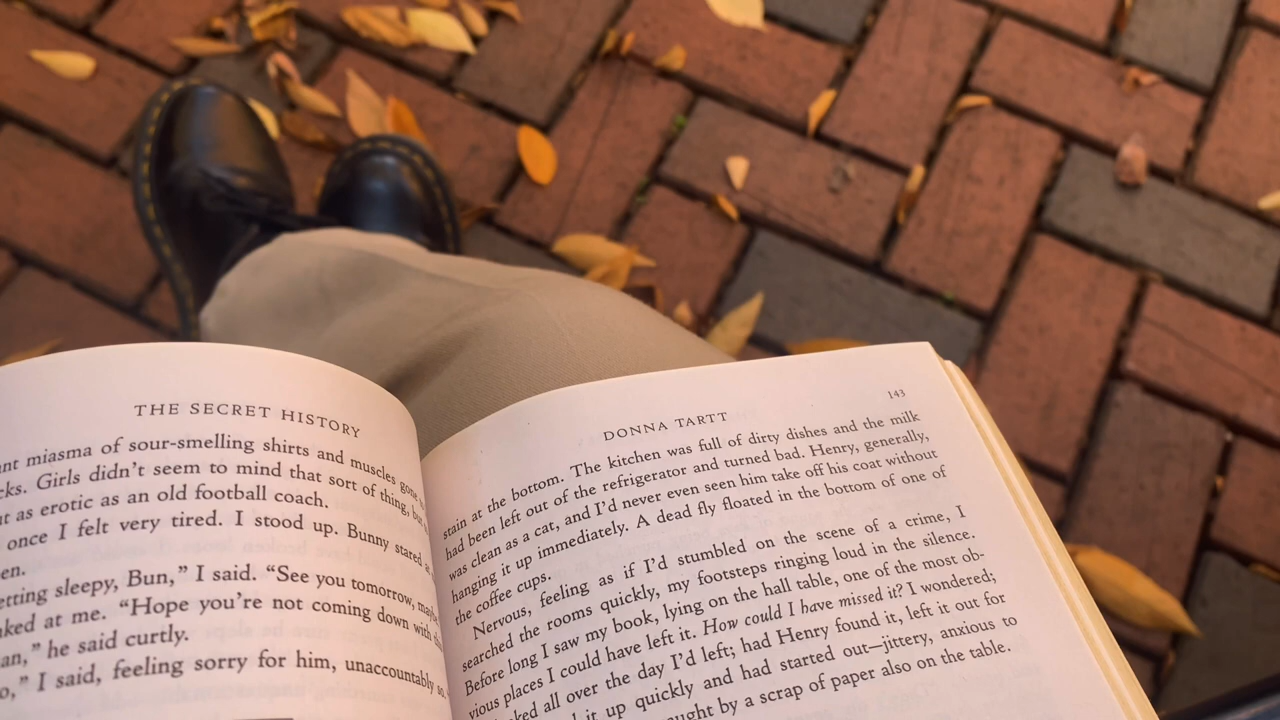 THE SECRET HISTORY
miasma of sour-smelling shirts and muscles gone
Girls didn't seem to mind that sort of thing, but
as erotic as an old football coach.
once I felt very tired. I stood up. Bunny stared at
en.
etting sleepy, Bun," I said. "See you tomorrow, maybe
ked at me. "Hope you're not coming down with
an," he said curtly.
o," I said, feeling sorry for him, unaccountably so.
DONNA TARTT
143
stain at the bottom. The kitchen was full of dirty dishes and the milk
had been left out of the refrigerator and turned bad. Henry, generally,
was clean as a cat, and I'd never even seen him take off his coat without
hanging it up immediately. A dead fly floated in the bottom of one of
the coffee cups.
Nervous, feeling as if I'd stumbled on the scene of a crime, I
searched the rooms quickly, my footsteps ringing loud in the silence.
Before long I saw my book, lying on the hall table, one of the most ob-
vious places I could have left it. How could I have missed it? I wondered;
ked all over the day I'd left; had Henry found it, left it out for
it up quickly and had started out—jittery, anxious to
aught by a scrap of paper also on the table.